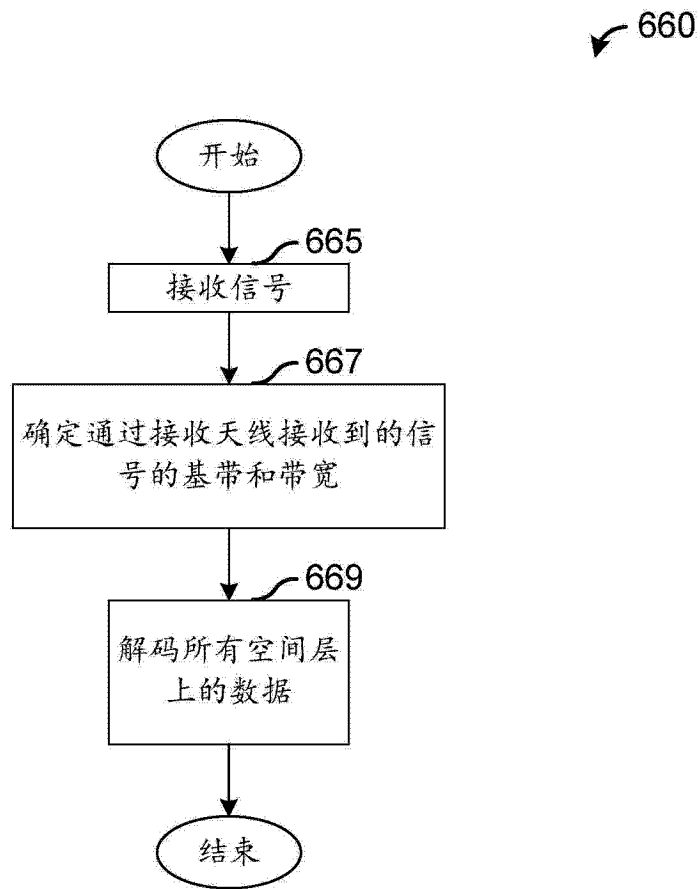 660
开始
665
接收信号
667
确定通过接收天线接收到的信
号的基带和带宽
669
解码所有空间层
上的数据
结束